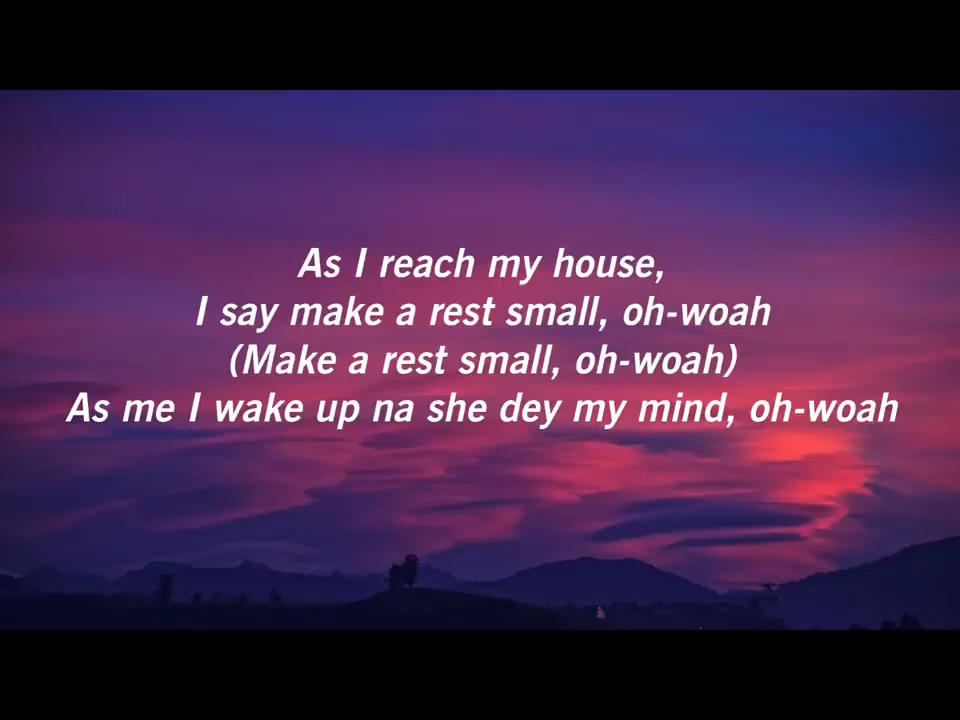 As I reach my house,
I say make a rest small, oh-woah
(Make a rest small, oh-woah)
As me I wake up na she dey my mind, oh-woah